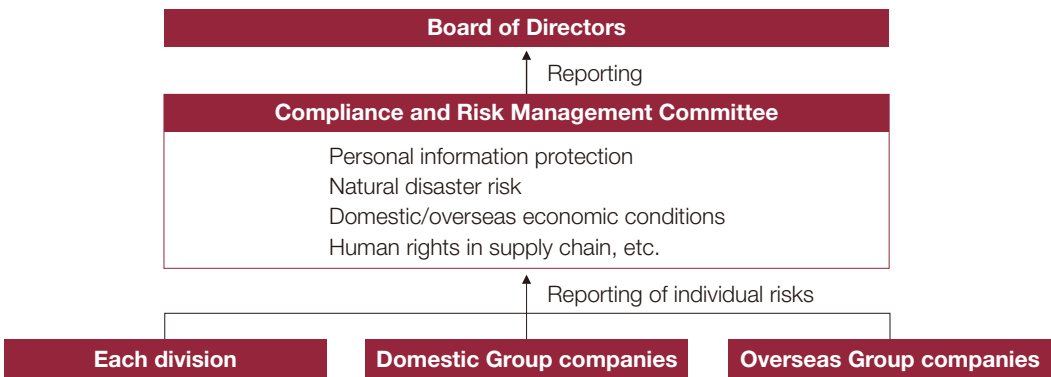 Board of Directors
Reporting
Compliance and Risk Management Committee
Personal information protection
Natural disaster risk
Domestic/overseas economic conditions
Human rights in supply chain, etc.
Reporting of individual risks
Each division
Domestic Group companies
Overseas Group companies